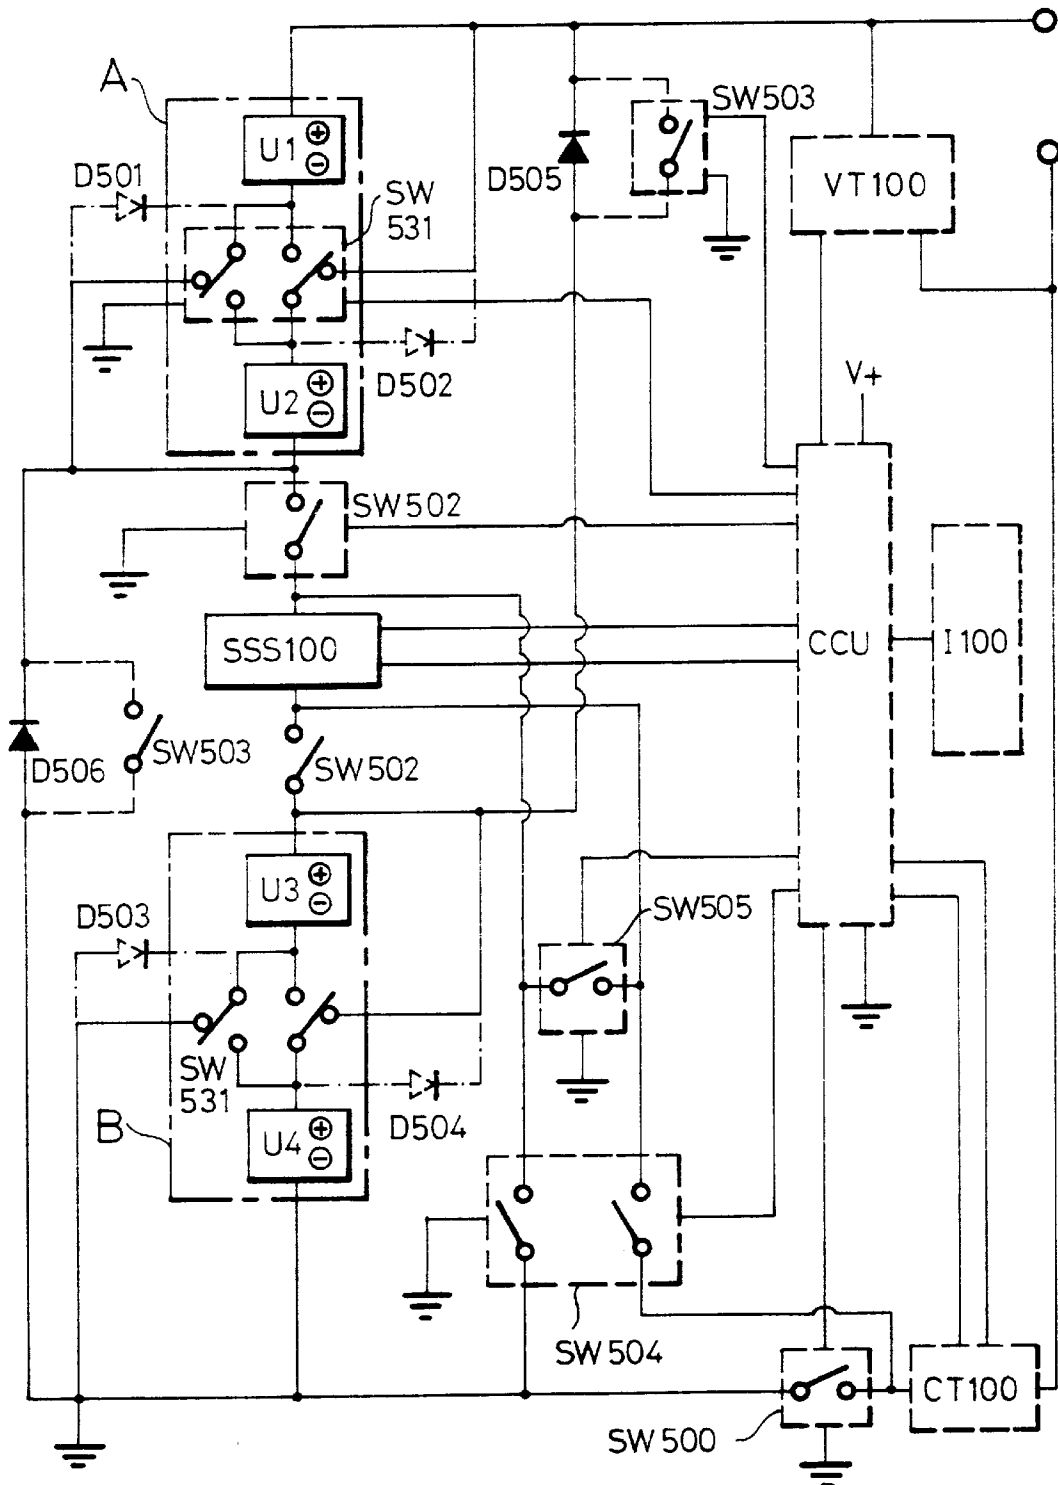 A
U1 ⊕
⊖
SW503
D501
SW
531
D505
VT100
D502
U2 ⊕
⊖
V+
SW502
SSS100
CCU
I100
D506
SW503
SW502
U3 ⊕
⊖
D503
SW505
SW
531
D504
B
U4 ⊕
⊖
SW504
CT100
SW500